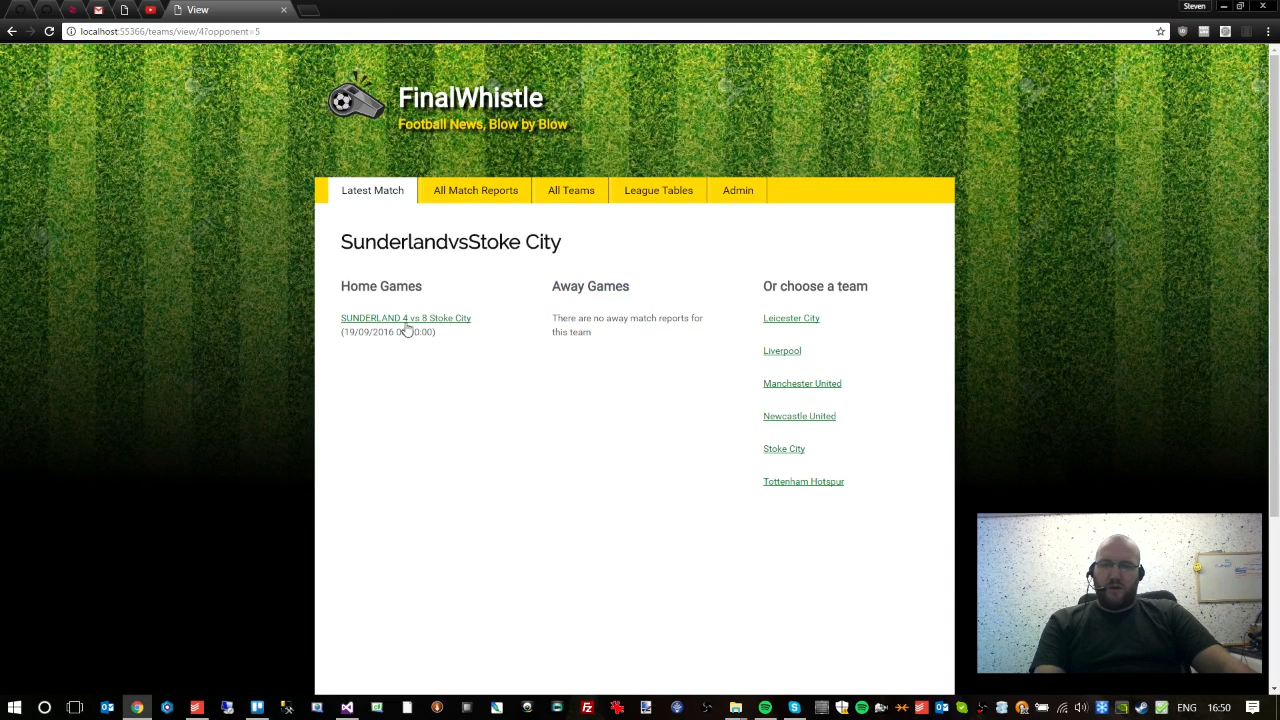 View
Steven
localhost:55366/teams/view/4?opponent=5
FinalWhistle
Football News, Blow by Blow
Latest Match
All Match Reports
All Teams
League Tables
Admin
SunderlandvsStoke City
Home Games
SUNDERLAND 4 vs 8 Stoke City
(19/09/2016
Away Games
There are no away match reports for
this team
Or choose a team
Leicester City
Liverpool
Manchester United
Newcastle United
Stoke City
Tottenham Hotspur
ENG
16:50